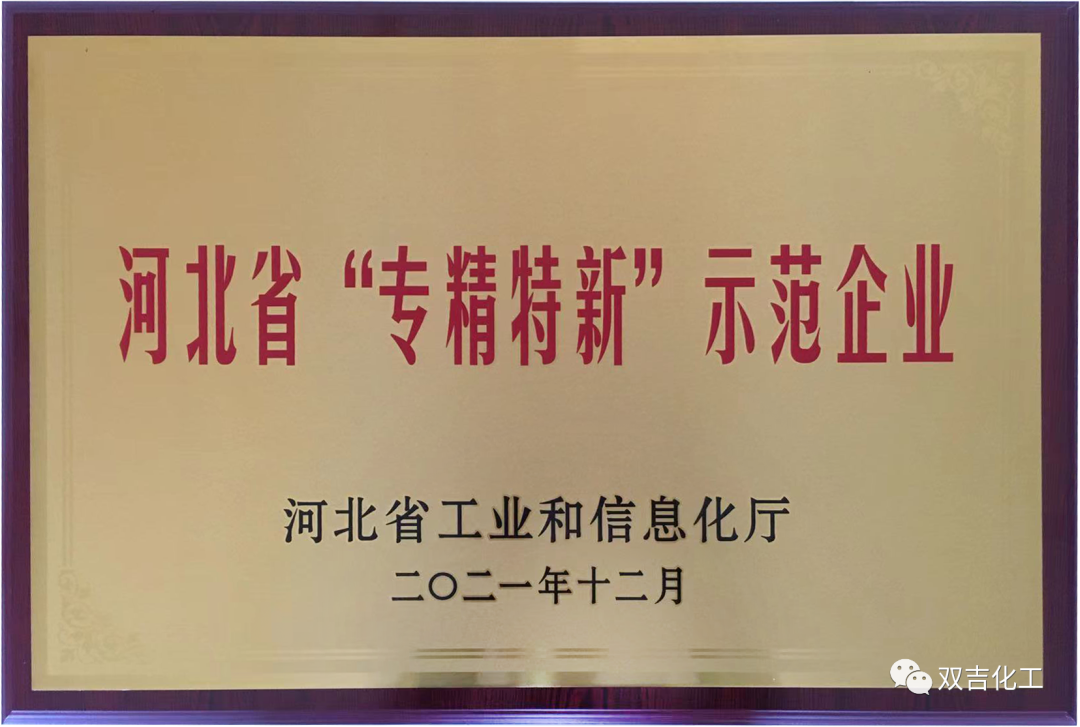 河北省“专精特新”示范企业
河北省工业和信息化厅
二〇二一年十二月
双吉化工